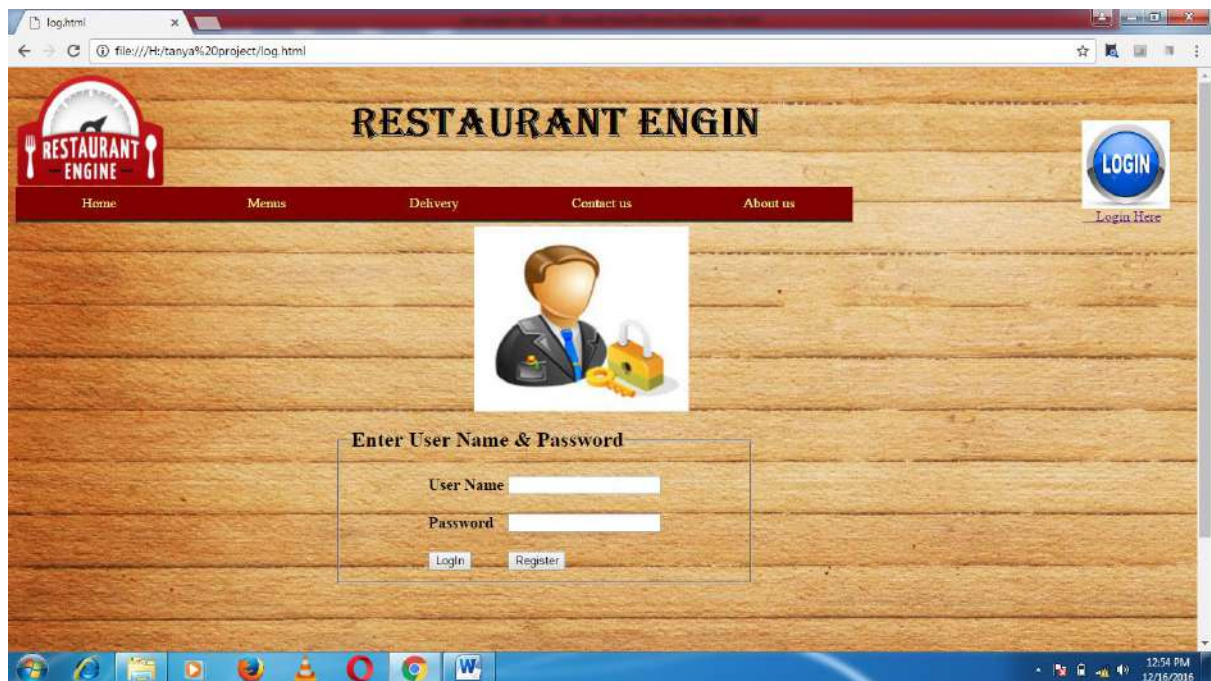 log.html
file:///H:/tanya%20project/log.html
RESTAURANT ENGIN
RESTAURANT
ENGINE
LOGIN
Login Here
Home Menus Delivery Contact us About us
Enter User Name & Password
User Name
Password
LogIn Register
12:54 PM
12/16/2016